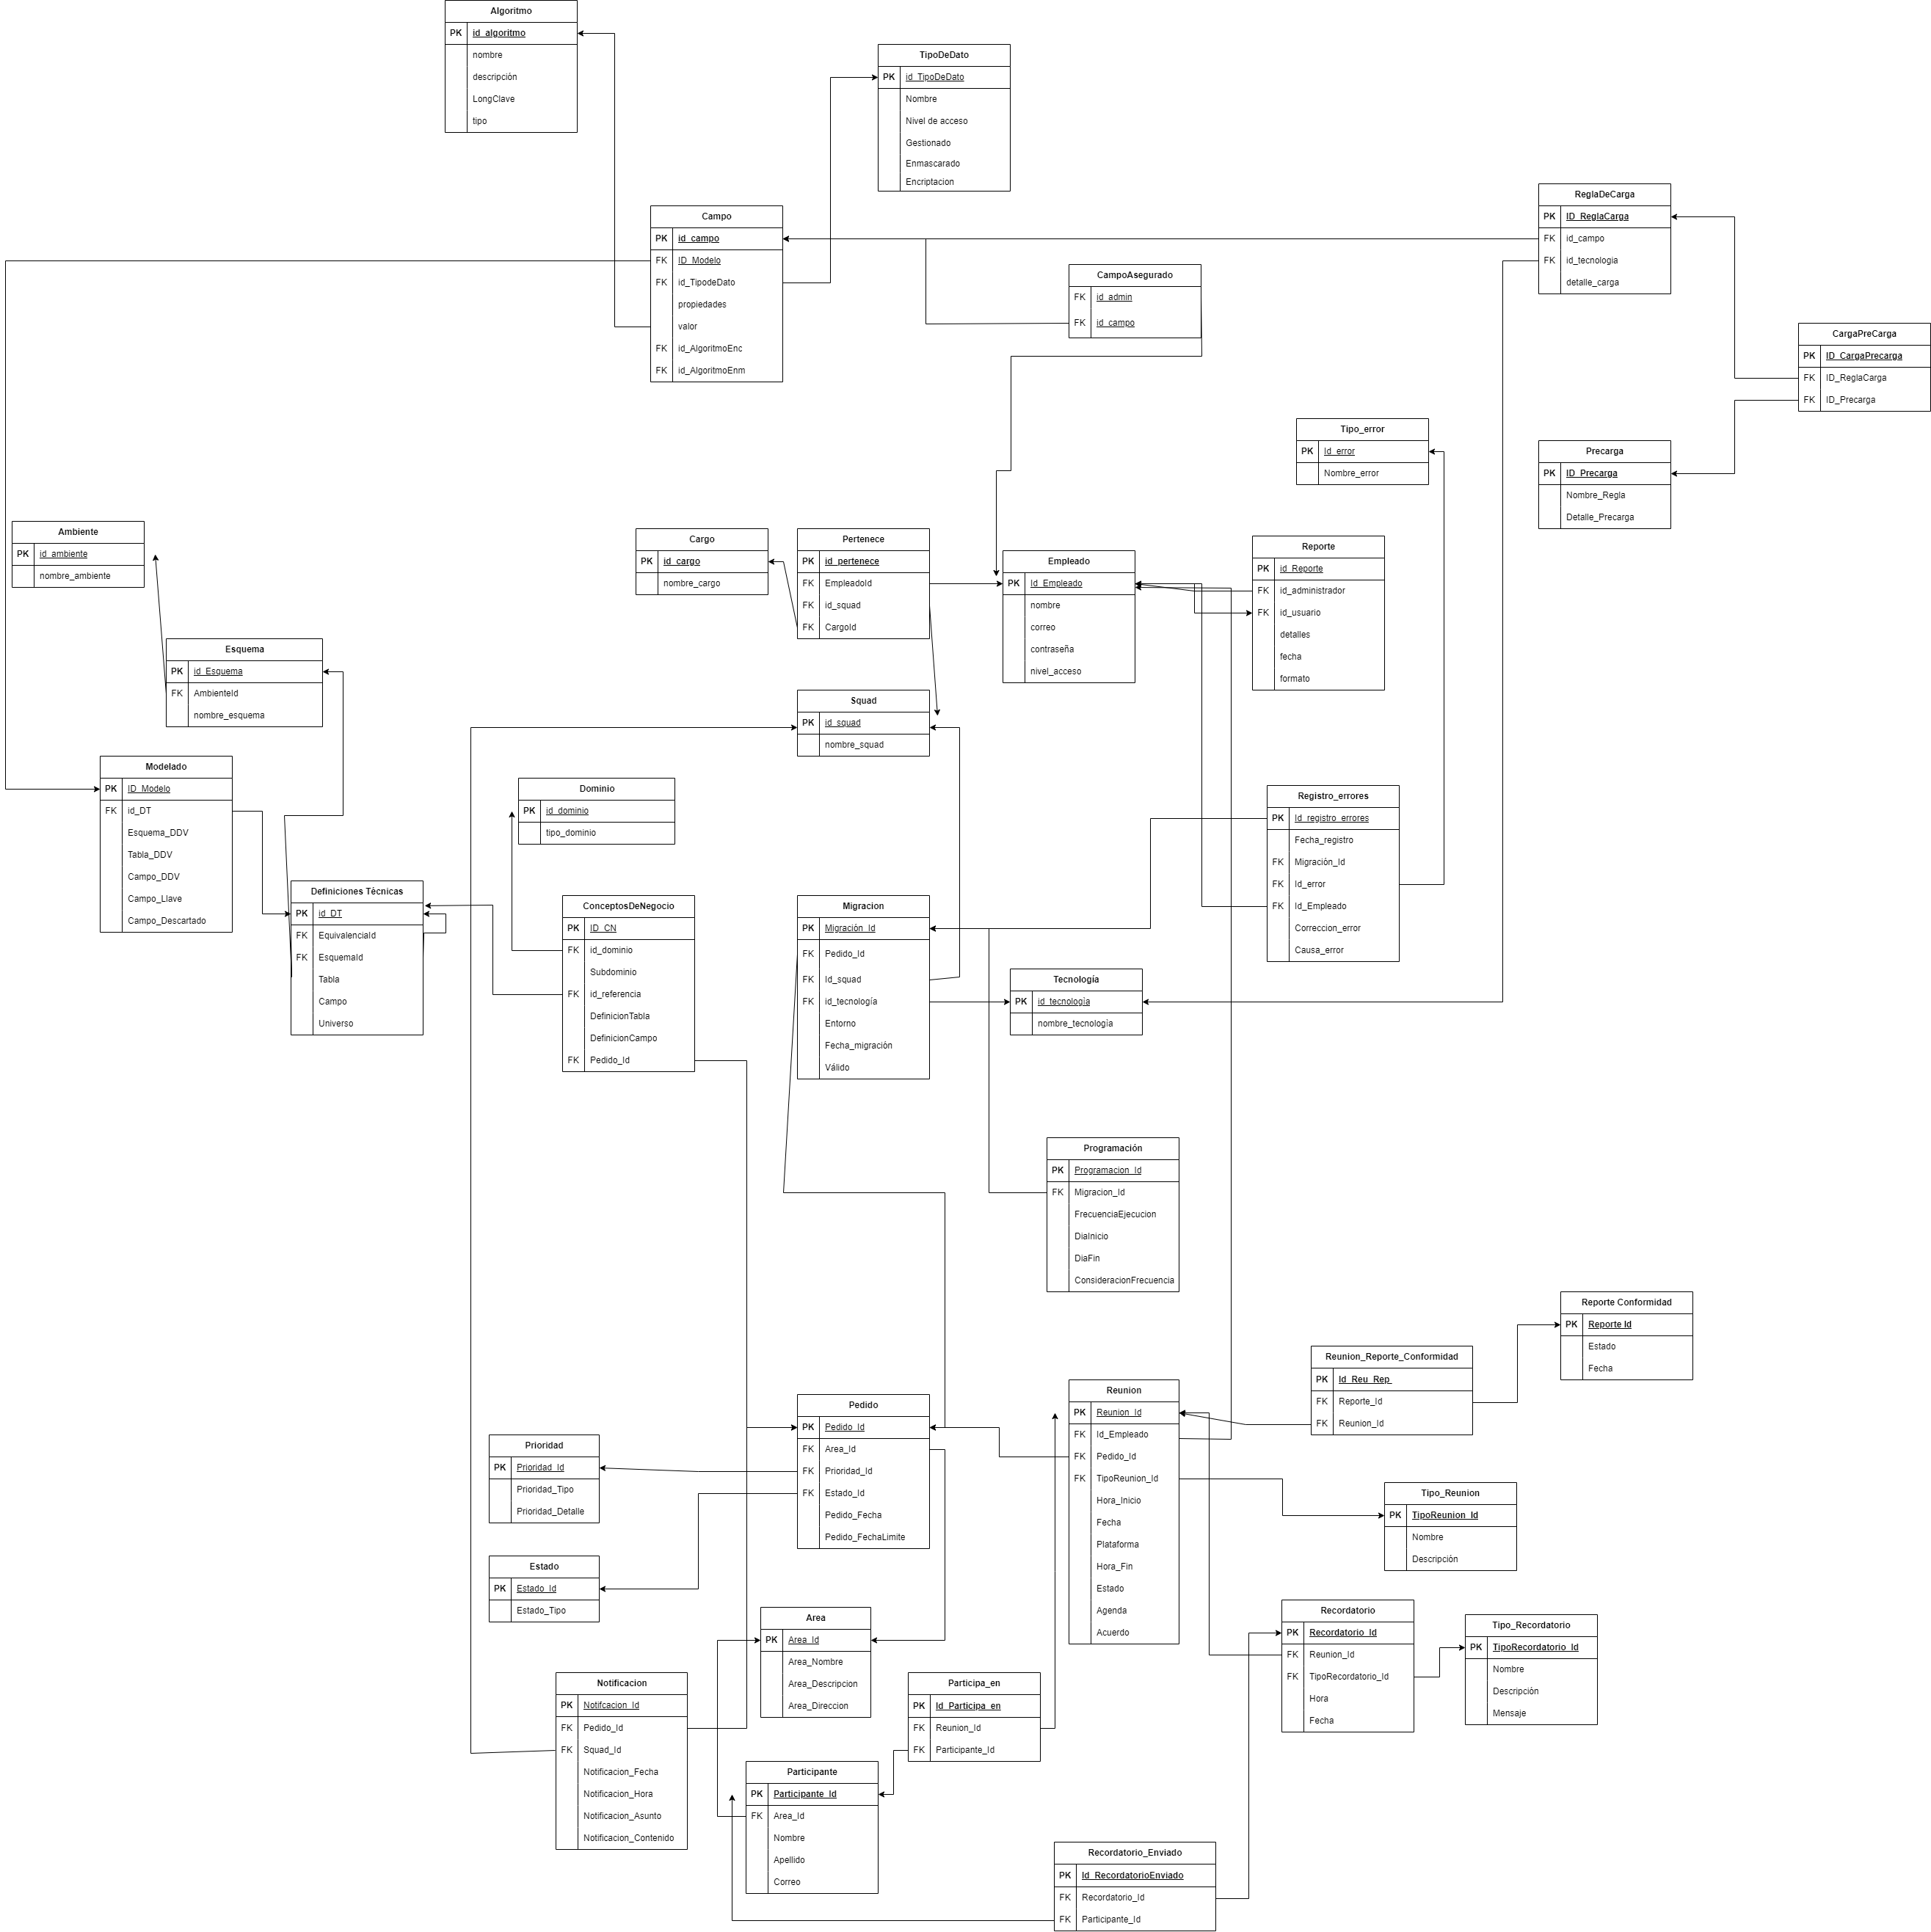 Algoritmo
PK id_algoritmo
nombre
descripción
LongClave
tipo
TipoDeDato
PK id_TipoDeDato
Nombre
Nivel de acceso
Gestionado
Enmascarado
Encriptacion
Campo
PK id_campo
FK ID_Modelo
FK id_TipodeDato
propiedades
valor
FK id_AlgoritmoEnc
FK id_AlgoritmoEnm
ReglaDeCarga
PK ID_ReglaCarga
FK id_campo
FK id_tecnologia
detalle_carga
CampoAsegurado
FK id_admin
FK id_campo
CargaPreCarga
PK ID_CargaPrecarga
FK ID_ReglaCarga
FK ID_Precarga
Tipo_error
PK Id_error
Nombre_error
Precarga
PK ID_Precarga
Nombre_Regla
Detalle_Precarga
Ambiente
PK id_ambiente
nombre_ambiente
Cargo
PK id_cargo
nombre_cargo
Pertenece
PK id_pertenece
FK EmpleadoId
FK id_squad
FK CargoId
Empleado
PK Id_Empleado
nombre
correo
contraseña
nivel_acceso
Reporte
PK id_Reporte
FK id_administrador
FK id_usuario
detalles
fecha
formato
Esquema
PK id_Esquema
FK AmbienteId
nombre_esquema
Squad
PK id_squad
nombre_squad
Modelado
PK ID_Modelo
FK id_DT
Esquema_DDV
Tabla_DDV
Campo_DDV
Campo_Llave
Campo_Descartado
Dominio
PK id_dominio
tipo_dominio
Registro_errores
PK Id_registro_errores
Fecha_registro
FK Migración_Id
FK Id_error
FK Id_Empleado
Correccion_error
Causa_error
Definiciones Técnicas
PK id_DT
FK EquivalenciaId
FK EsquemaId
Tabla
Campo
Universo
ConceptosDeNegocio
PK ID_CN
FK id_dominio
Subdominio
FK id_referencia
DefinicionTabla
DefinicionCampo
FK Pedido_Id
Migracion
PK Migración_Id
FK Pedido_Id
FK Id_squad
FK id_tecnología
Entorno
Fecha_migración
Válido
Tecnología
PK id_tecnología
nombre_tecnología
Programación
PK Programacion_Id
FK Migracion_Id
FrecuenciaEjecucion
DiaInicio
DiaFin
ConsideracionFrecuencia
Reporte Conformidad
PK Reporte Id
Estado
Fecha
Reunion_Reporte_Conformidad
PK Id_Reu_Rep_
FK Reporte_Id
FK Reunion_Id
Pedido
PK Pedido_Id
FK Area_Id
FK Prioridad_Id
FK Estado_Id
Pedido_Fecha
Pedido_FechaLimite
Reunion
PK Reunion_Id
FK Id_Empleado
FK Pedido_Id
FK TipoReunion_Id
Hora_Inicio
Fecha
Plataforma
Hora_Fin
Estado
Agenda
Acuerdo
Prioridad
PK Prioridad_Id
Prioridad_Tipo
Prioridad_Detalle
Tipo_Reunion
PK TipoReunion_Id
Nombre
Descripción
Estado
PK Estado_Id
Estado_Tipo
Area
PK Area_Id
Area_Nombre
Area_Descripcion
Area_Direccion
Recordatorio
PK Recordatorio_Id
FK Reunion_Id
FK TipoRecordatorio_Id
Hora
Fecha
Tipo_Recordatorio
PK TipoRecordatorio_Id
Nombre
Descripción
Mensaje
Notificacion
PK Notifcacion_Id
FK Pedido_Id
FK Squad_Id
Notificacion_Fecha
Notificacion_Hora
Notificacion_Asunto
Notificacion_Contenido
Participa_en
PK Id_Participa_en
FK Reunion_Id
FK Participante_Id
Participante
PK Participante_Id
FK Area_Id
Nombre
Apellido
Correo
Recordatorio_Enviado
PK Id_RecordatorioEnviado
FK Recordatorio_Id
FK Participante_Id